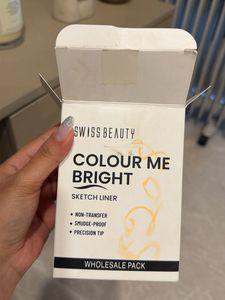 SWISS BEAUTY
COLOUR ME
BRIGHT
SKETCH LINER
• NON-TRANSFER
• SMUDGE-PROOF
• PRECISION TIP
WHOLESALE PACK